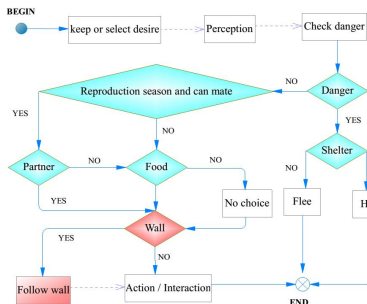 BEGIN
keep or select desire
Perception
Check danger
Reproduction season and can mate
NO
Danger
YES
NO
YES
Shelter
Partner
NO
Food
NO
NO
YES
No choice
Flee
H
Wall
YES
NO
Follow wall
Action / Interaction
END